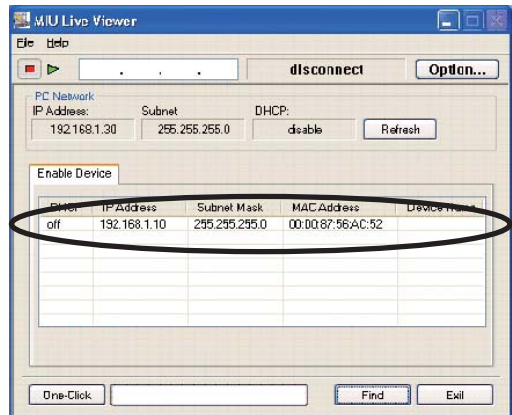 MIU Live Viewer
File Help
. . . disconnect Option...
PC Network
IP Address: Subnet DHCP:
192.168.1.30 255.255.255.0 disable Refresh
Enable Device
DHCP IP Address Subnet Mask MAC Address Device Name
off 192.168.1.10 255.255.255.0 00:D0:87:56:AC:52
One-Click Find Exit